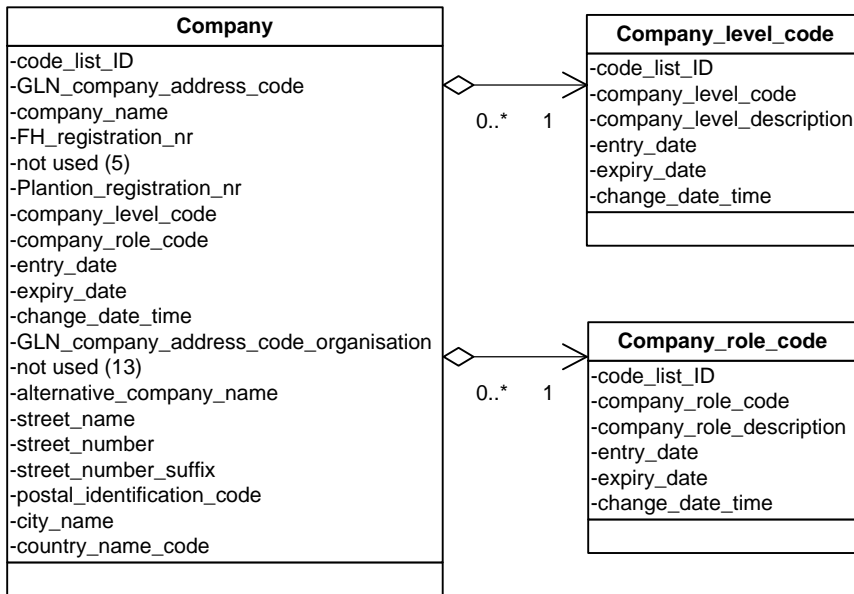 Company
-code_list_ID
-GLN_company_address_code
-company_name
-FH_registration_nr
-not used (5)
-Plantion_registration_nr
-company_level_code
-company_role_code
-entry_date
-expiry_date
-change_date_time
-GLN_company_address_code_organisation
-not used (13)
-alternative_company_name
-street_name
-street_number
-street_number_suffix
-postal_identification_code
-city_name
-country_name_code
0..* 1
Company_level_code
-code_list_ID
-company_level_code
-company_level_description
-entry_date
-expiry_date
-change_date_time
0..* 1
Company_role_code
-code_list_ID
-company_role_code
-company_role_description
-entry_date
-expiry_date
-change_date_time